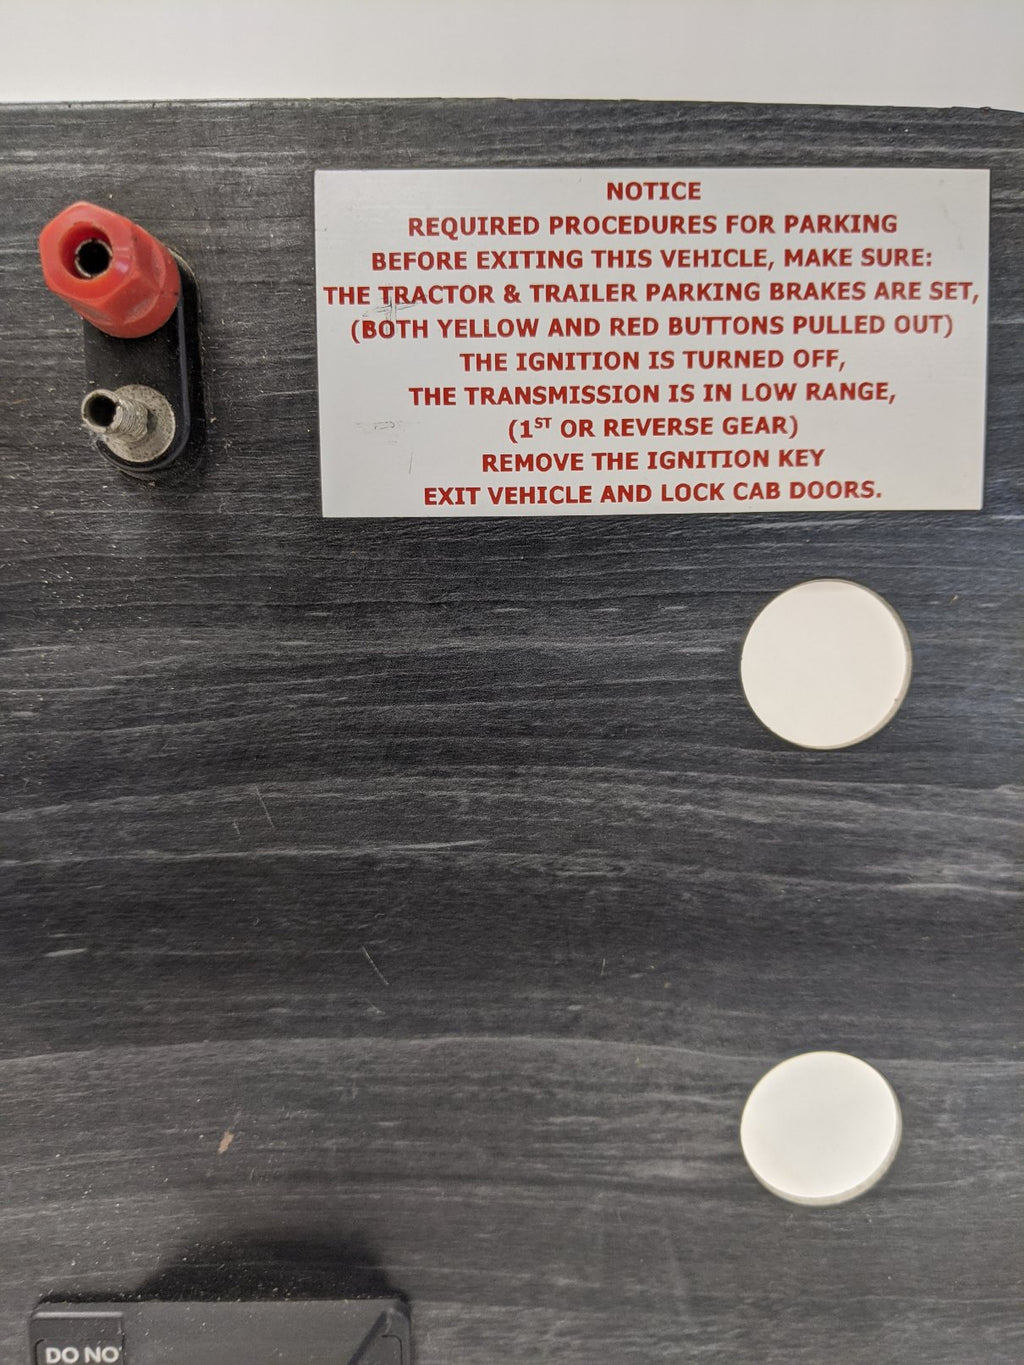 NOTICE
REQUIRED PROCEDURES FOR PARKING
BEFORE EXITING THIS VEHICLE, MAKE SURE:
THE TRACTOR & TRAILER PARKING BRAKES ARE SET,
(BOTH YELLOW AND RED BUTTONS PULLED OUT)
THE IGNITION IS TURNED OFF,
THE TRANSMISSION IS IN LOW RANGE,
(1ST OR REVERSE GEAR)
REMOVE THE IGNITION KEY
EXIT VEHICLE AND LOCK CAB DOORS.
DO NO